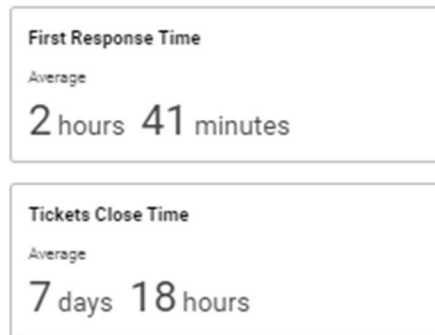 First Response Time
Average
2 hours 41 minutes
Tickets Close Time
Average
7 days 18 hours